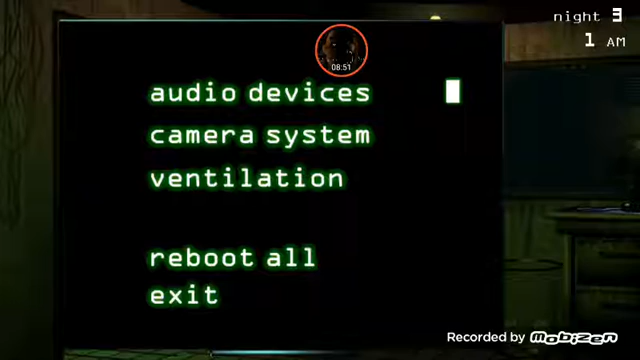 night 3
1 AM
08:51
audio devices
camera system
ventilation
reboot all
exit
Recorded by mobizen